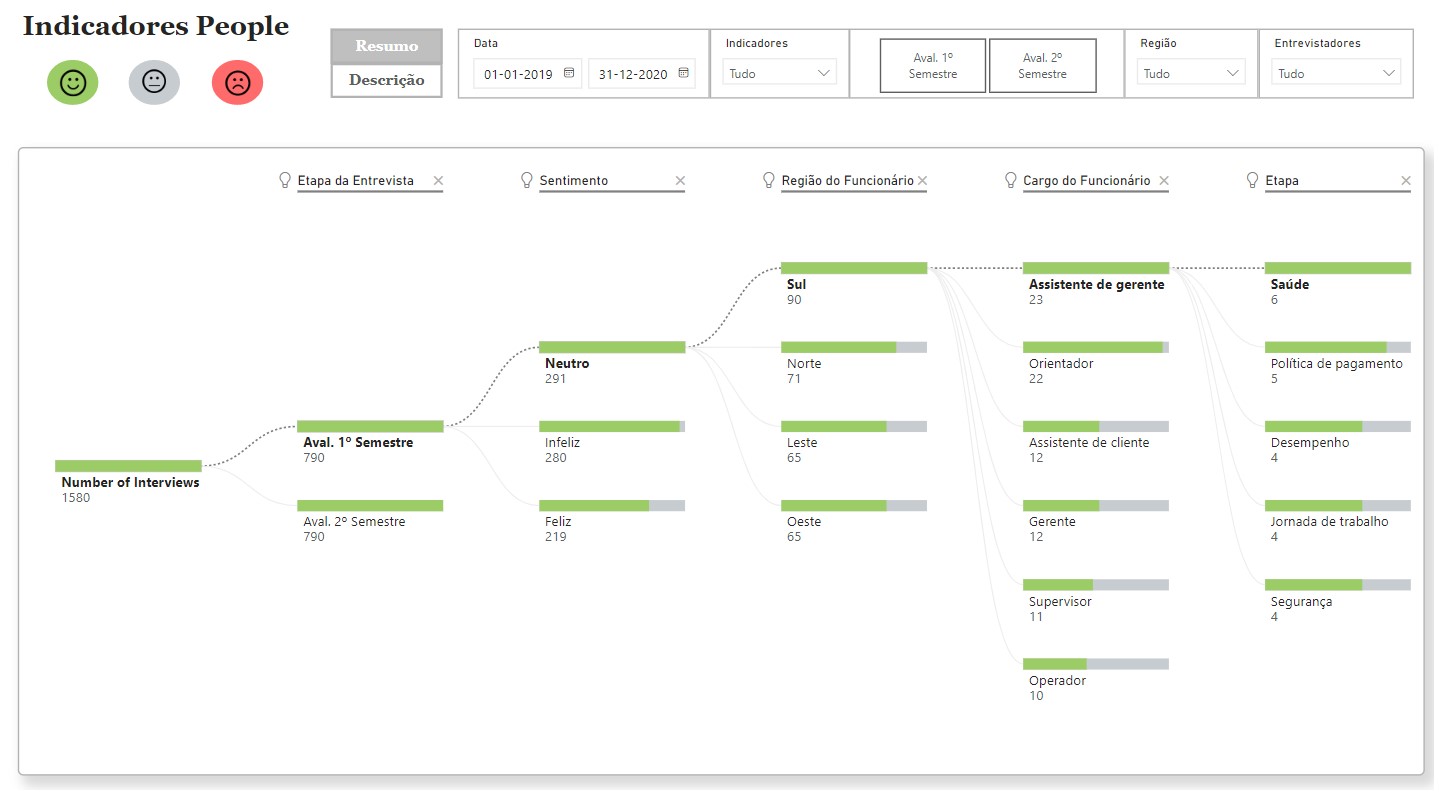 Indicadores People
Resumo
Descrição
Data
01-01-2019
31-12-2020
Indicadores
Tudo
Aval. 1º
Semestre
Aval. 2º
Semestre
Região
Tudo
Entrevistadores
Tudo
Etapa da Entrevista
Sentimento
Região do Funcionário
Cargo do Funcionário
Etapa
Number of Interviews
1580
Aval. 1º Semestre
790
Aval. 2º Semestre
790
Neutro
291
Infeliz
280
Feliz
219
Sul
90
Norte
71
Leste
65
Oeste
65
Assistente de gerente
23
Orientador
22
Assistente de cliente
12
Gerente
12
Supervisor
11
Operador
10
Saúde
6
Política de pagamento
5
Desempenho
4
Jornada de trabalho
4
Segurança
4